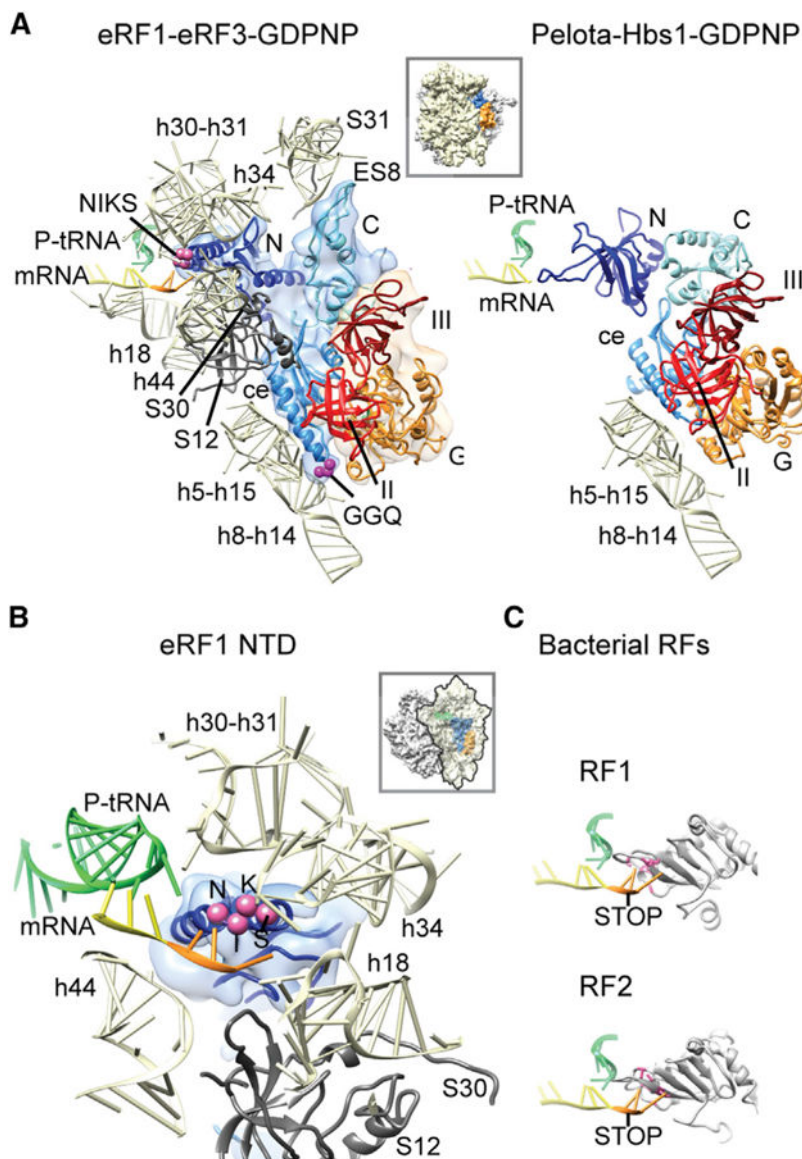 A
eRF1-eRF3-GDPNP
Pelota-Hbs1-GDPNP
S31
h30-h31
ES8
h34
C
NIKS
N
P-tRNA
mRNA
III
h18
h44
S30
ce
S12
G
h5-h15
II
GGQ
h8-h14
P-tRNA
N
C
mRNA
III
ce
G
II
h5-h15
h8-h14
B
eRF1 NTD
h30-h31
P-tRNA
N
K
I
S
mRNA
h34
h18
h44
S30
S12
C
Bacterial RFs
RF1
STOP
RF2
STOP